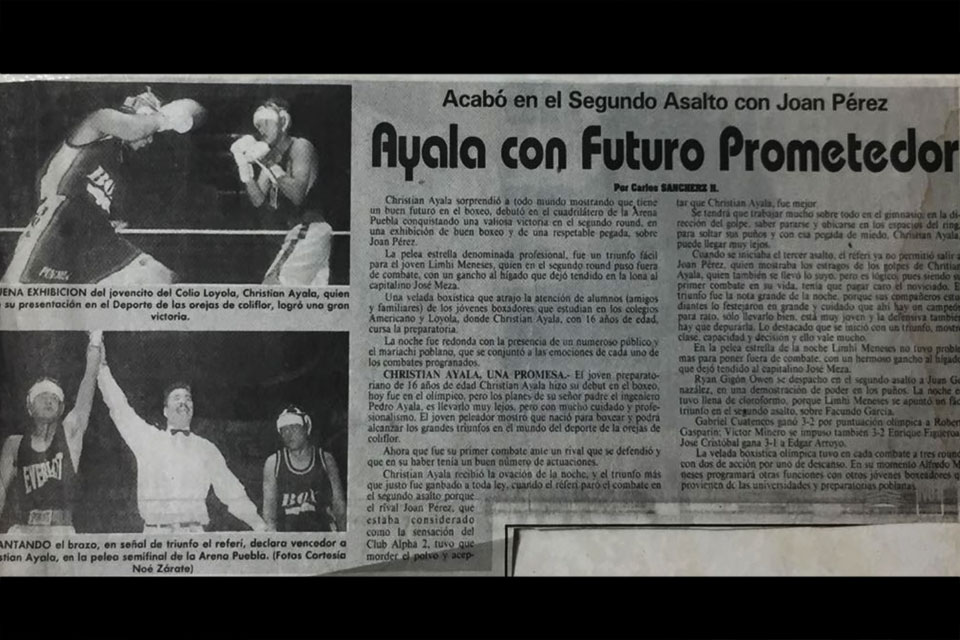 Acabó en el Segundo Asalto con Joan Pérez
Ayala con Futuro Prometedor
Por Carlos SANCHERZ H.
BOX
UENA EXHIBICION del jovencito del Colio Loyola, Christian Ayala, quien
su presentación en el Deporte de las orejas de coliflor, logró una gran
victoria.
EVERLAST
BOX
ANTANDO el brazo, en señal de triunfo el referí, declara vencedor a
stian Ayala, en la pelea semifinal de la Arena Puebla. (Fotos Cortesía
Noé Zárate)
Christian Ayala sorprendió a todo mundo mostrando que tiene
un buen futuro en el boxeo, debutó en el cuadrilátero de la Arena
Puebla conquistando una valiosa victoria en el segundo round, en
una exhibición de buen boxeo y de una respetable pegada, sobre
Joan Pérez.
La pelea estrella denominada profesional, fue un triunfo fácil
para el joven Limhi Meneses, quien en el segundo round puso fuera
de combate, con un gancho al hígado que dejó tendido en la lona al
capitalino José Meza.
Una velada boxística que atrajo la atención de alumnos (amigos
y familiares) de los jóvenes boxadores que estudian en los colegios
Americano y Loyola, donde Christian Ayala, con 16 años de edad,
cursa la preparatoria.
La noche fue redonda con la presencia de un numeroso público y
el mariachi poblano, que se conjuntó a las emociones de cada uno de
los combates programados.
CHRISTIAN AYALA, UNA PROMESA.- El joven preparato-
riano de 16 años de edad Christian Ayala hizo su debut en el boxeo,
hoy fue en el olímpico, pero los planes de su señor padre el ingeniero
Pedro Ayala, es llevarlo muy lejos, pero con mucho cuidado y profe-
sionalismo. El joven peleador mostró que nació para boxear y podrá
alcanzar los grandes triunfos en el mundo del deporte de la orejas de
coliflor.
Ahora que fue su primer combate ante un rival que se defendió y
que en su haber tenía un buen número de actuaciones.
Christian Ayala recibió la ovación de la noche, y el triunfo más
que justo fue ganbado a toda ley, cuando el réferi paró el combate en
el segundo asalto porque
el rival Joan Pérez, que
estaba considerado
como la sensación del
Club Alpha 2, tuvo que
morder el polvo y acep-
tar que Christian Ayala, fue mejor.
Se tendrá que trabajar mucho sobre todo en el gimnasio, en la di-
rección del golpe, saber pararse y ubicarse en los espacios del ring,
para soltar sus puños y con esa pegada de miedo, Christian Ayala,
puede llegar muy lejos.
Cuando se iniciaba el tercer asalto, el réferi ya no permitió salir a
Joan Pérez, quien mostraba los estragos de los golpes de Christian
Ayala, quien también se llevó lo suyo, pero es lógico, pues siendo su
primer combate en su vida, tenía que pagar caro el noviciado. El
triunfo fue la nota grande de la noche, porque sus compañeros estu-
diantes lo festejaron en grande y cuidado que ahí hay un campeón
para rato, sólo llevarlo bien, está muy joven y la defensiva también
hay que depurarla. Lo destacado que se inició con un triunfo, mostró
clase, capacidad y decisión y ello vale mucho.
En la pelea estrella de la noche Limhi Meneses no tuvo proble-
mas para poner fuera de combate, con un hermoso gancho al hígado
que dejó tendido al capitalino José Meza.
Ryan Gigón Owen se despachó en el segundo asalto a Juan Go
nazález, en una demostración de poder en los puños. La noche e
tuvo llena de cloroformo, porque Limhi Meneses se apuntó un fác
triunfo en el segundo asalto, sobre Facundo García.
Gabriel Cuatencos ganó 3-2 por puntuación olímpica a Rober
Gasparín; Víctor Minero se impuso también 3-2 Enrique Figueroa
José Cristóbal gana 3-1 a Edgar Arroyo.
La velada boxística olímpica tuvo en cada combate a tres round
con dos de acción por uno de descanso. En su momento Alfredo M
neses programará otras funciones con otros jóvenes boxeadores q
provienen de las universidades y preparatorias poblanas.